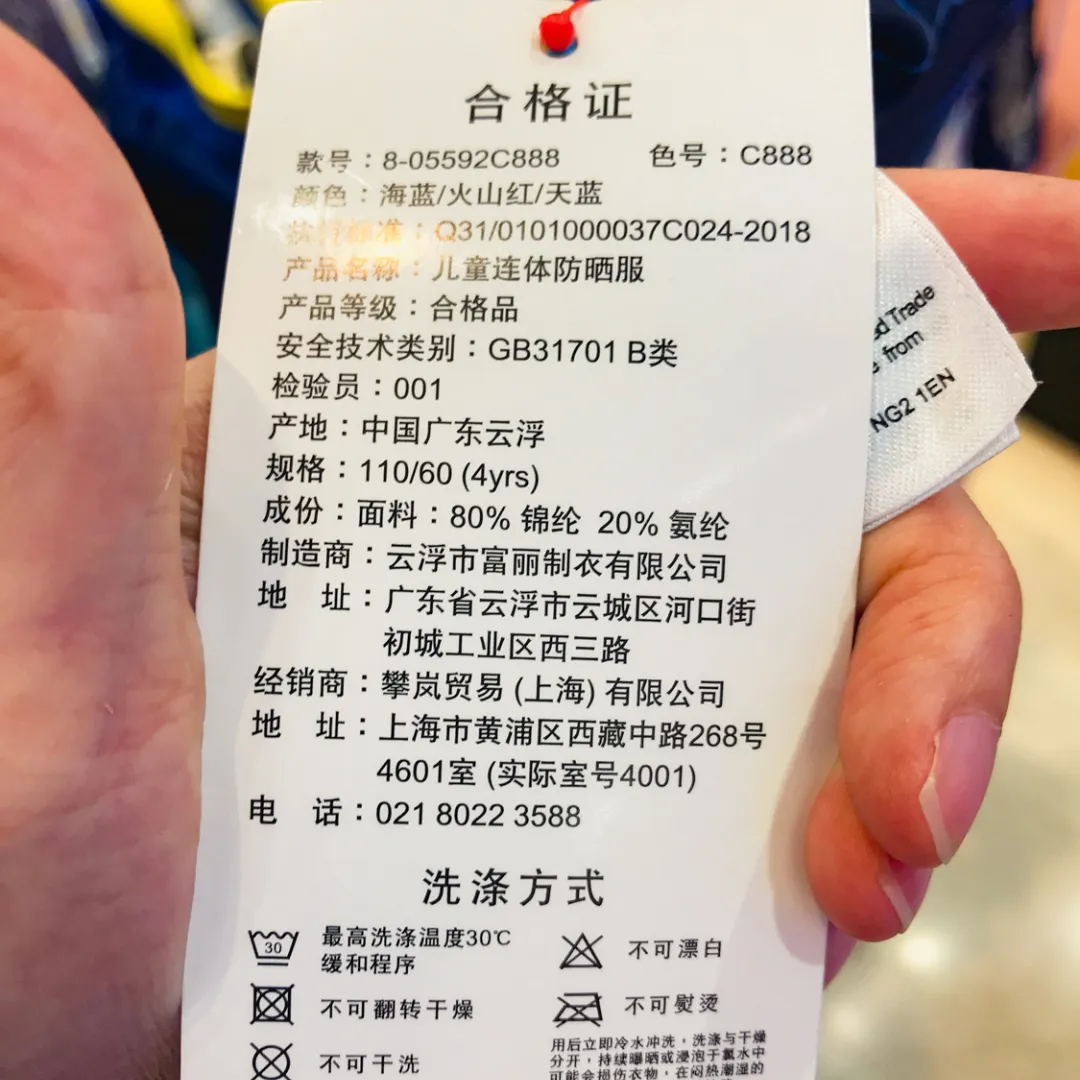 合格证
款号：8-05592C888 色号：C888
颜色：海蓝/火山红/天蓝
执行标准：Q31/0101000037C024-2018
产品名称：儿童连体防晒服
产品等级：合格品
安全技术类别：GB31701 B类
检验员：001
产地：中国广东云浮
规格：110/60 (4yrs)
成份：面料：80% 锦纶 20% 氨纶
制造商：云浮市富丽制衣有限公司
地 址：广东省云浮市云城区河口街
初城工业区西三路
经销商：攀岚贸易 (上海) 有限公司
地 址：上海市黄浦区西藏中路268号
4601室 (实际室号4001)
电 话：021 8022 3588
洗涤方式
30 最高洗涤温度30℃
缓和程序
不可漂白
不可翻转干燥
不可熨烫
不可干洗
用后立即冷水冲洗，洗涤与干燥
分开，持续曝晒或浸泡于氯水中
可能会损伤衣物，在闷热潮湿的
Trade
from
NG2 1EN